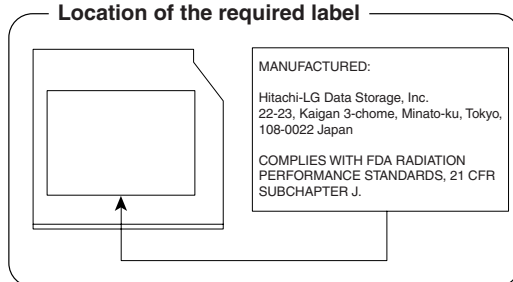 Location of the required label
MANUFACTURED:
Hitachi-LG Data Storage, Inc.
22-23, Kaigan 3-chome, Minato-ku, Tokyo,
108-0022 Japan
COMPLIES WITH FDA RADIATION
PERFORMANCE STANDARDS, 21 CFR
SUBCHAPTER J.